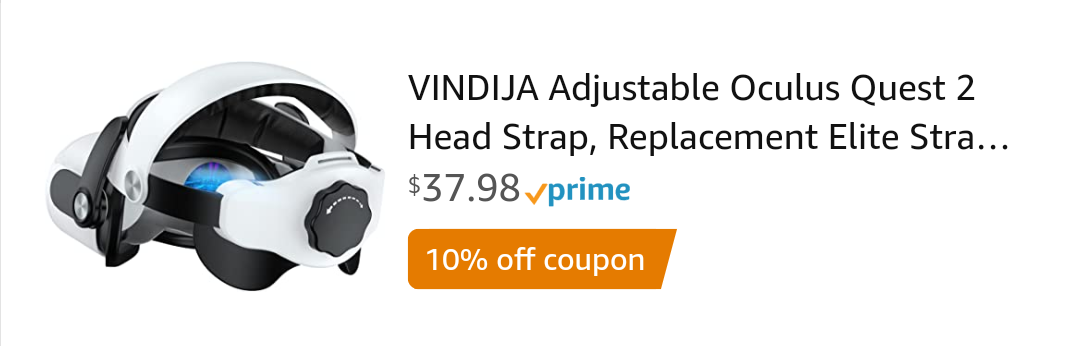 VINDIJA Adjustable Oculus Quest 2
Head Strap, Replacement Elite Stra...
$37.98 prime
10% off coupon